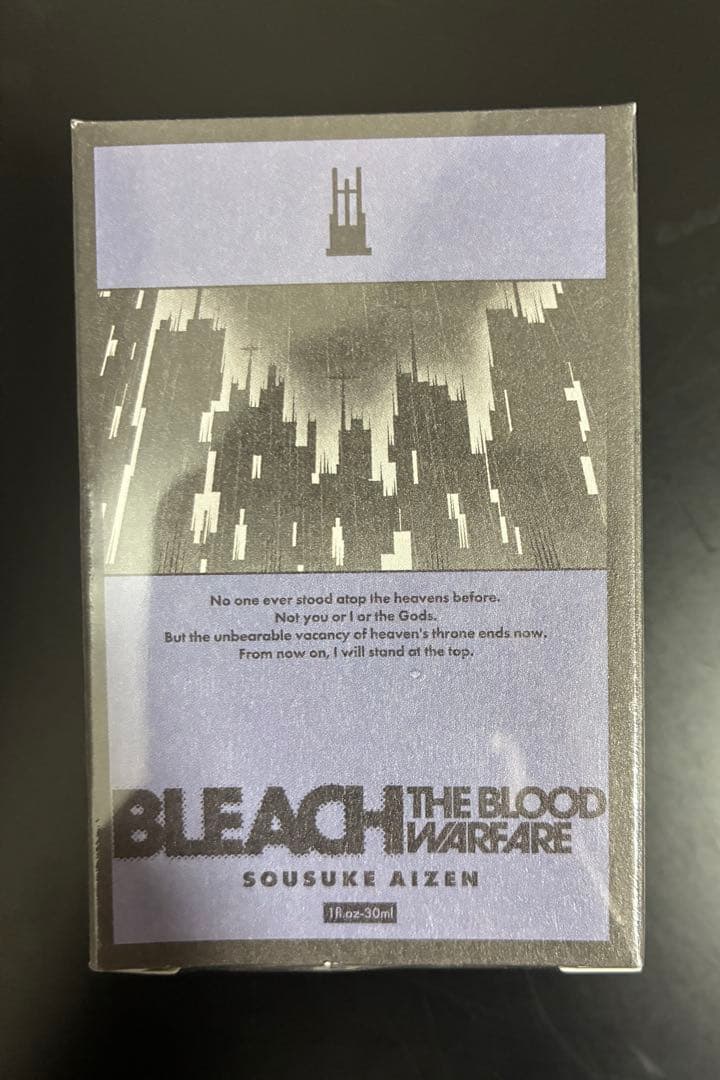 No one ever stood atop the heavens before.
Not you or I or the Gods.
But the unbearable vacancy of heaven's throne ends now.
From now on, I will stand at the top.
BLEACH THE BLOOD
WARFARE
SOUSUKE AIZEN
1fl.oz-30ml